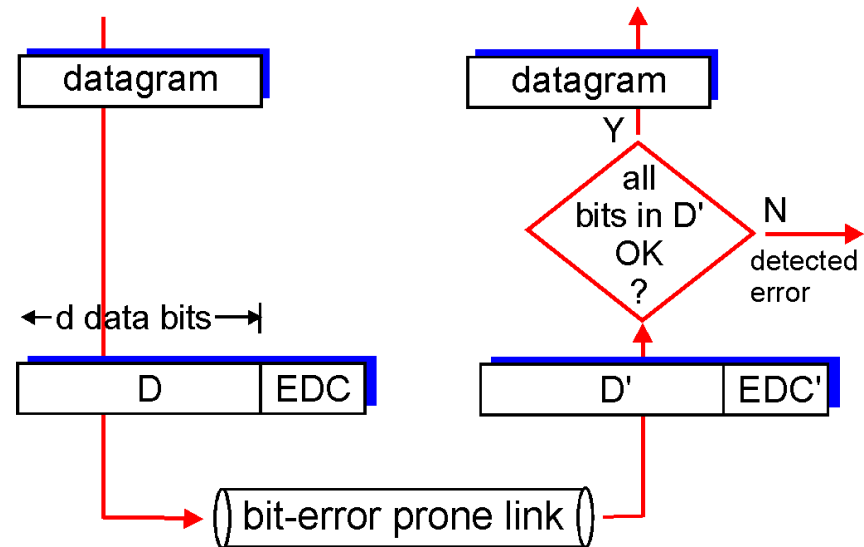 datagram
d data bits
D
EDC
bit-error prone link
D'
EDC'
all
bits in D'
OK
?
Y
N
detected
error
datagram